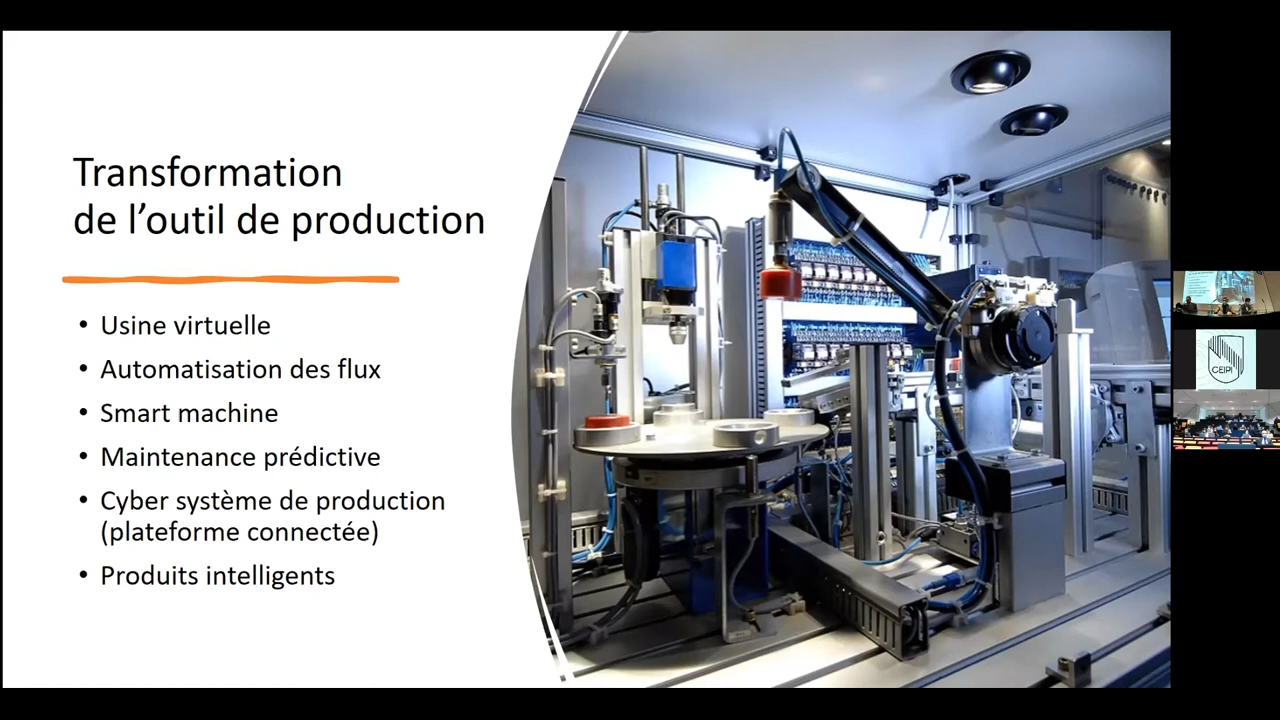 Transformation
de l’outil de production
• Usine virtuelle
• Automatisation des flux
• Smart machine
• Maintenance prédictive
• Cyber système de production
(plateforme connectée)
• Produits intelligents
CEIPI